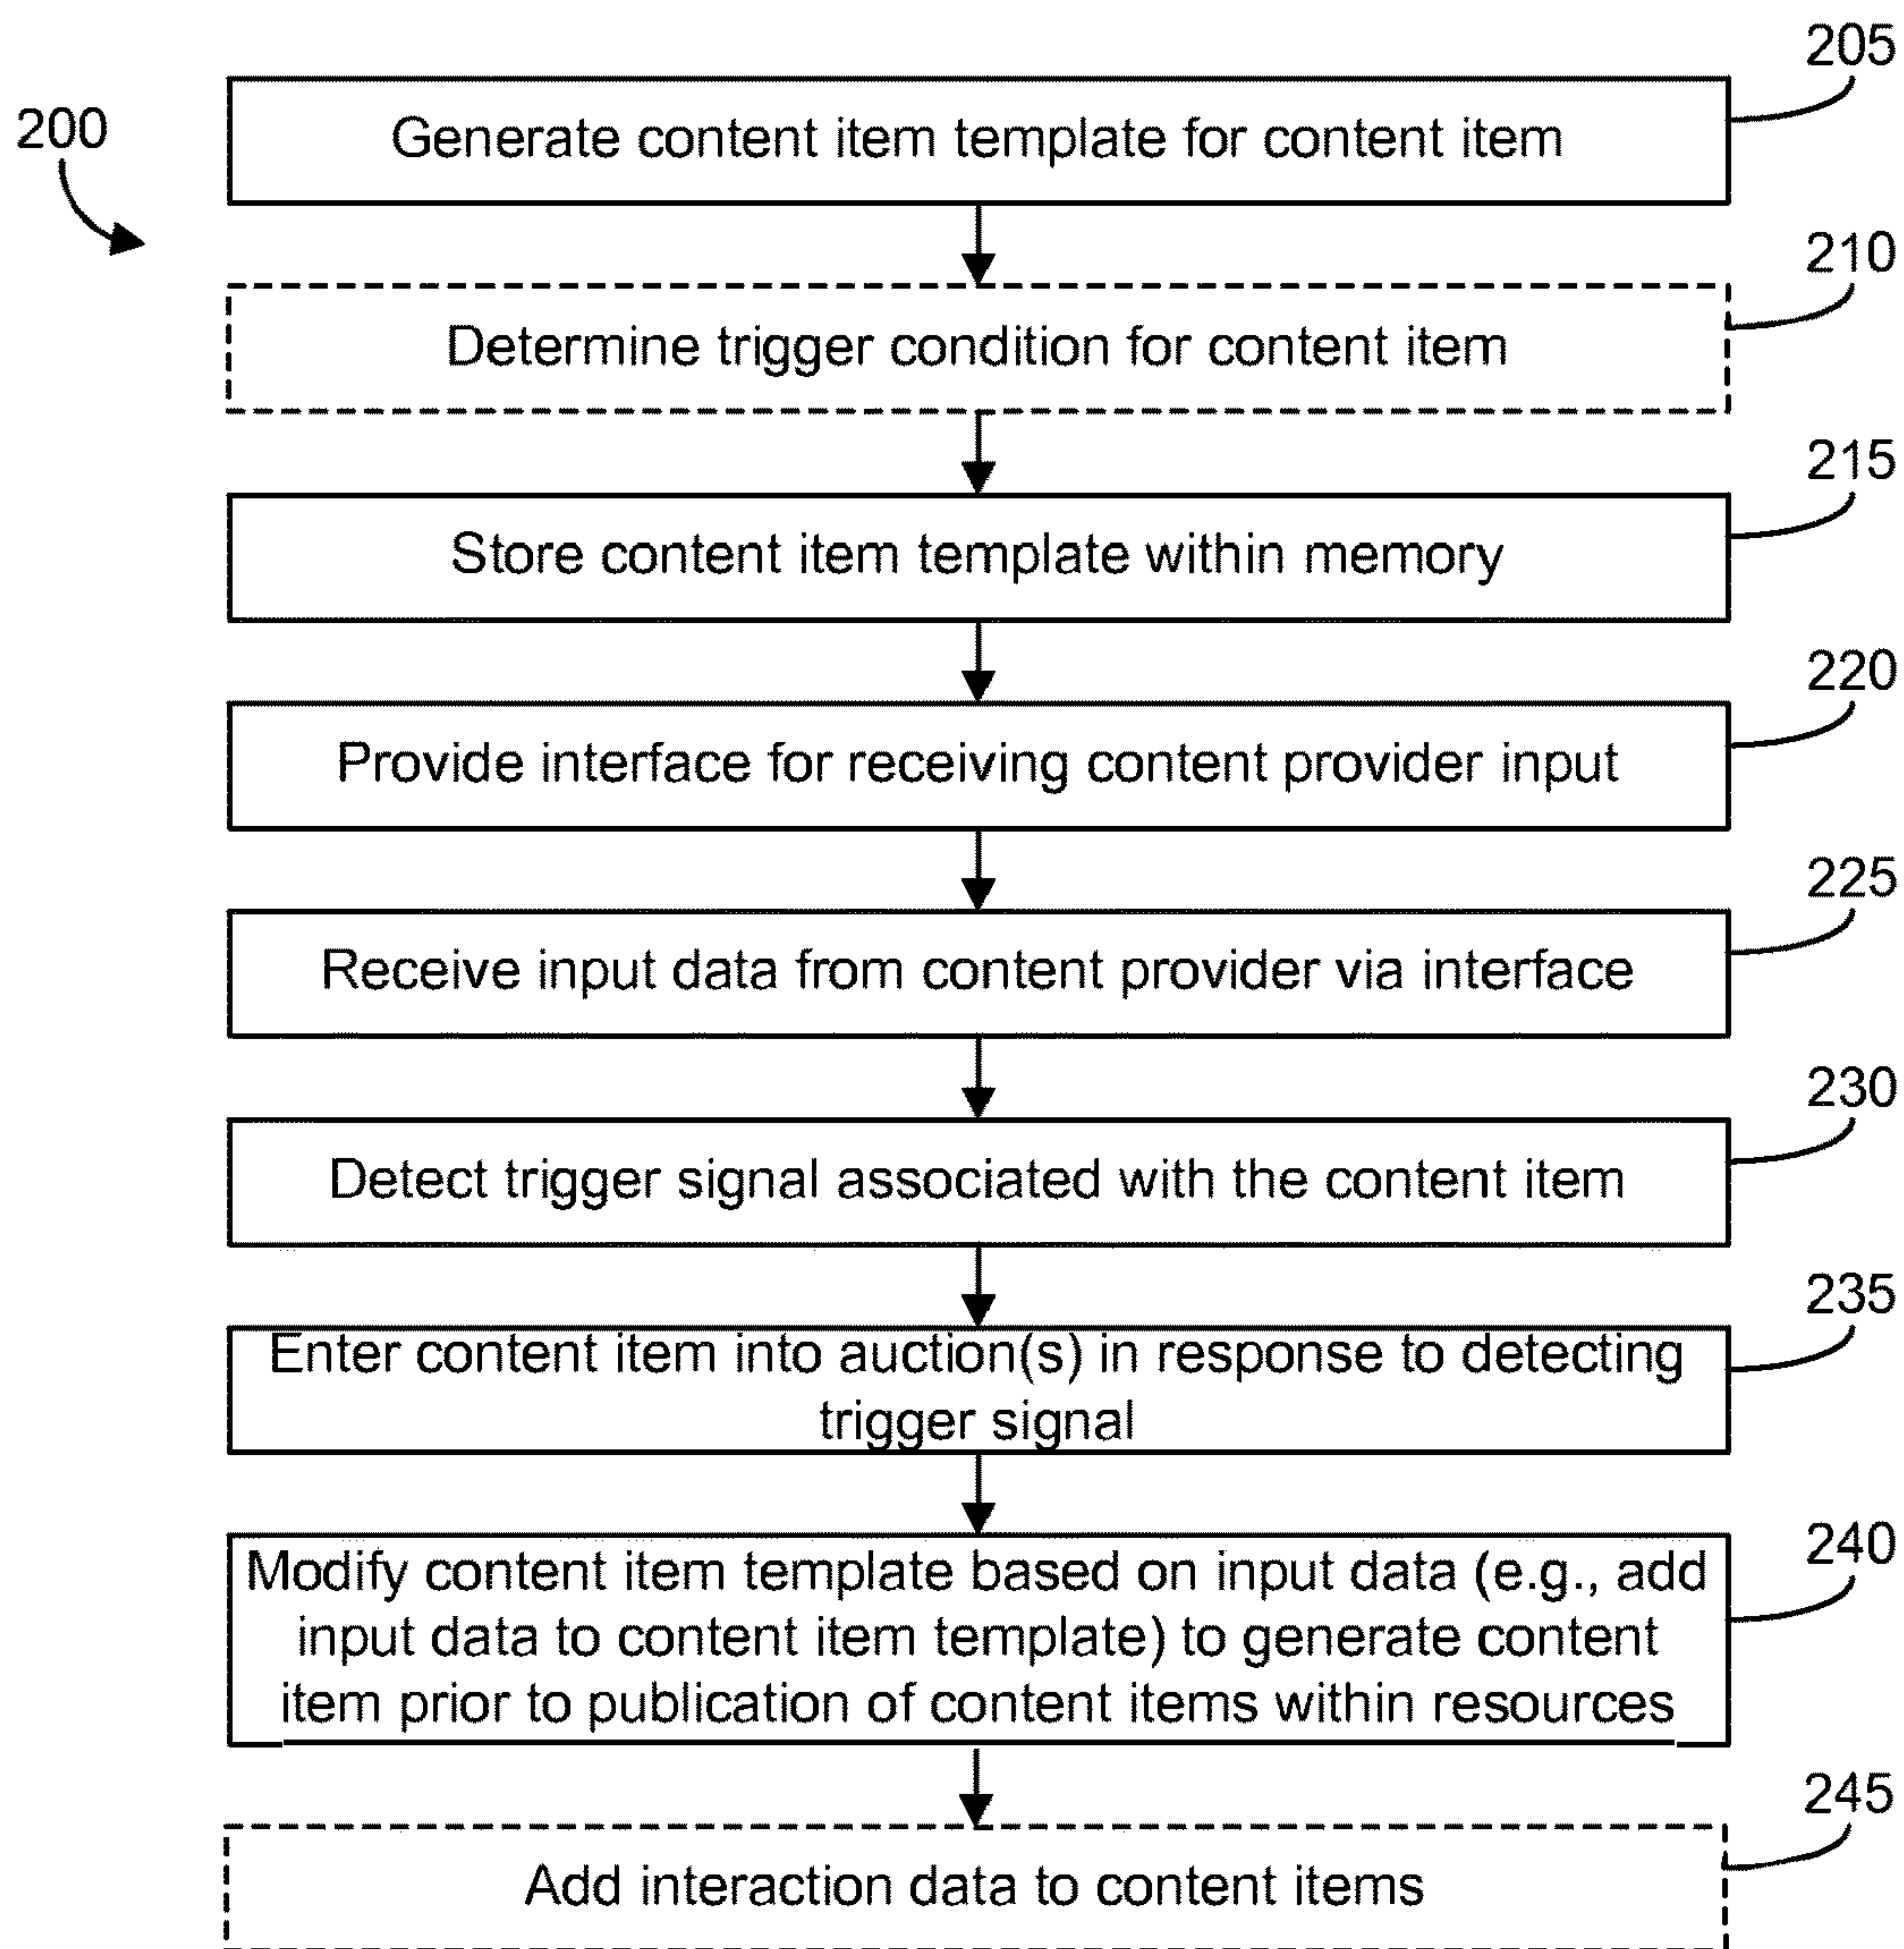 205
200
Generate content item template for content item
210
Determine trigger condition for content item
215
Store content item template within memory
220
Provide interface for receiving content provider input
225
Receive input data from content provider via interface
230
Detect trigger signal associated with the content item
235
Enter content item into auction(s) in response to detecting
trigger signal
240
Modify content item template based on input data (e.g., add
input data to content item template) to generate content
item prior to publication of content items within resources
245
Add interaction data to content items